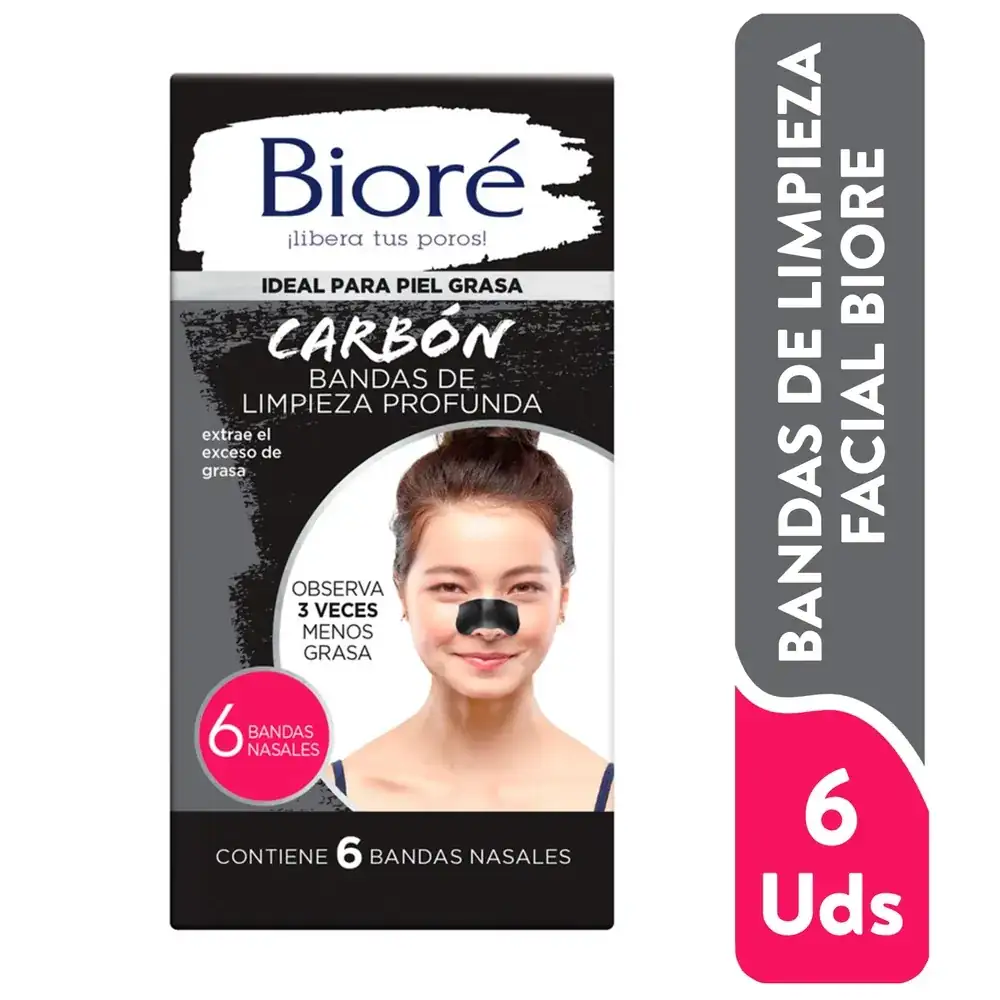 Bioré
¡libera tus poros!
IDEAL PARA PIEL GRASA
CARBÓN
BANDAS DE
LIMPIEZA PROFUNDA
extrae el
exceso de
grasa
OBSERVA
3 VECES
MENOS
GRASA
6 BANDAS
NASALES
CONTIENE 6 BANDAS NASALES
BANDAS DE LIMPIEZA
FACIAL BIORE
6
Uds